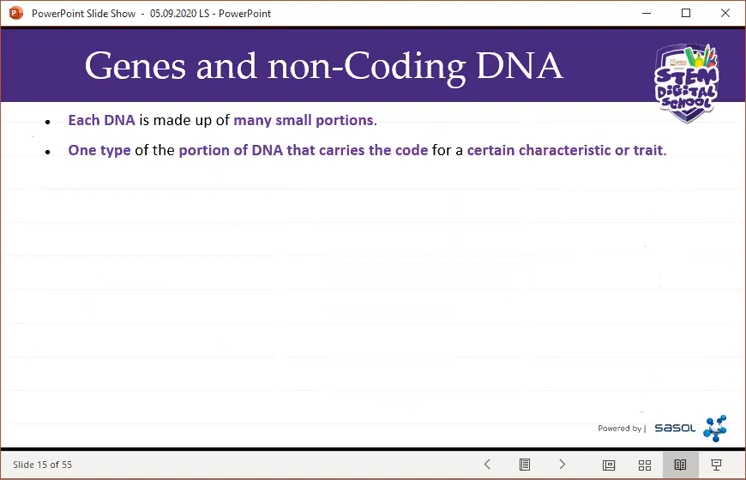 PowerPoint Slide Show - 05.09.2020 LS - PowerPoint
Genes and non-Coding DNA
STEM
DIGITAL
SCHOOL
• Each DNA is made up of many small portions.
• One type of the portion of DNA that carries the code for a certain characteristic or trait.
Powered by | sasol
Slide 15 of 55